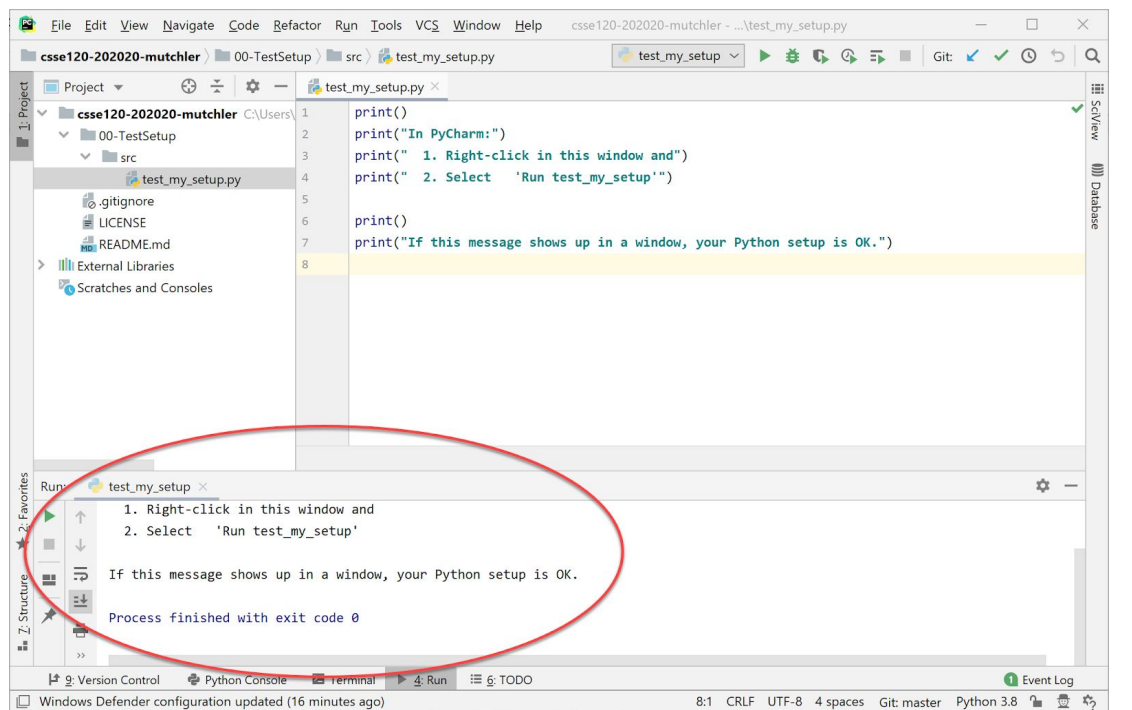 File Edit View Navigate Code Refactor Run Tools VCS Window Help csse120-202020-mutchler - ...\test_my_setup.py
csse120-202020-mutchler 00-TestSetup src test_my_setup.py test_my_setup Git:
1: Project
Project
test_my_setup.py
csse120-202020-mutchler C:\Users\
00-TestSetup
src
test_my_setup.py
.gitignore
LICENSE
MD README.md
External Libraries
Scratches and Consoles
1 print()
2 print("In PyCharm:")
3 print("  1. Right-click in this window and")
4 print("  2. Select   'Run test_my_setup'")
5
6 print()
7 print("If this message shows up in a window, your Python setup is OK.")
8
SciView
Database
2: Favorites
Z: Structure
Run: test_my_setup
1. Right-click in this window and
2. Select   'Run test_my_setup'
If this message shows up in a window, your Python setup is OK.
Process finished with exit code 0
9: Version Control Python Console Terminal 4: Run 6: TODO 1 Event Log
Windows Defender configuration updated (16 minutes ago) 8:1 CRLF UTF-8 4 spaces Git: master Python 3.8